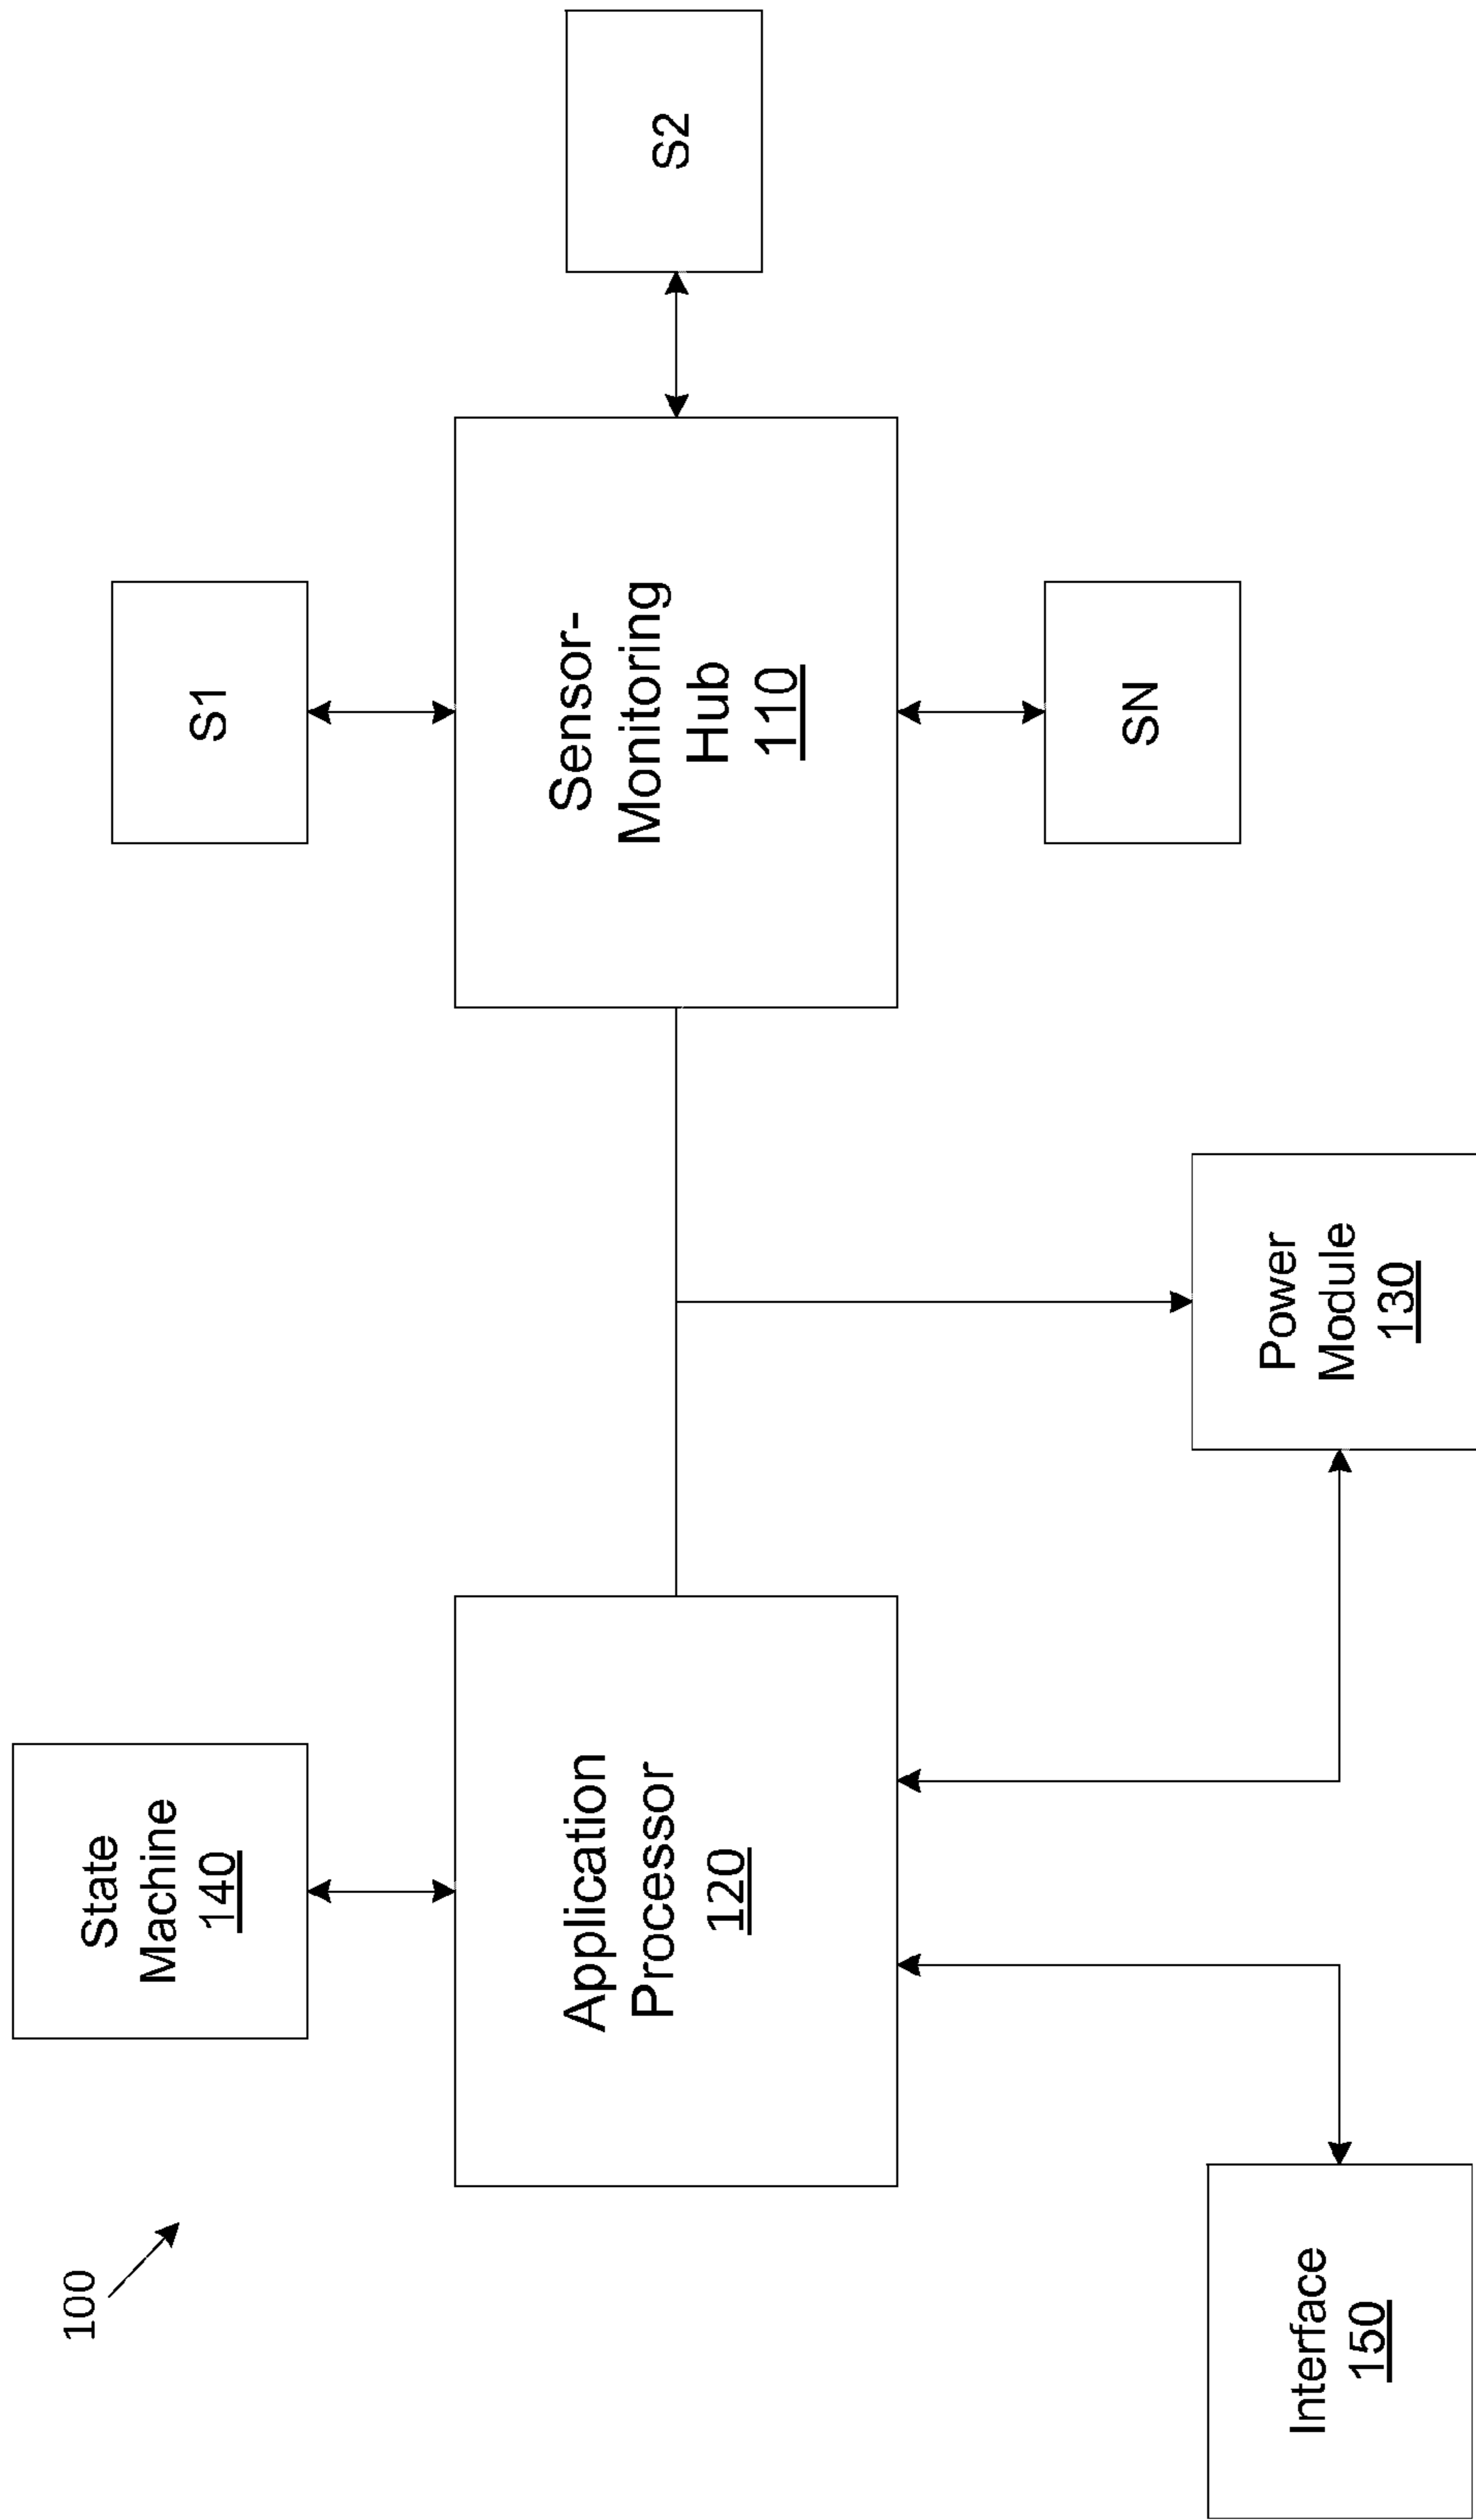 100
State
Machine
140
S1
Application
Processor
120
Sensor-
Monitoring
Hub
110
S2
Interface
150
Power
Module
130
SN